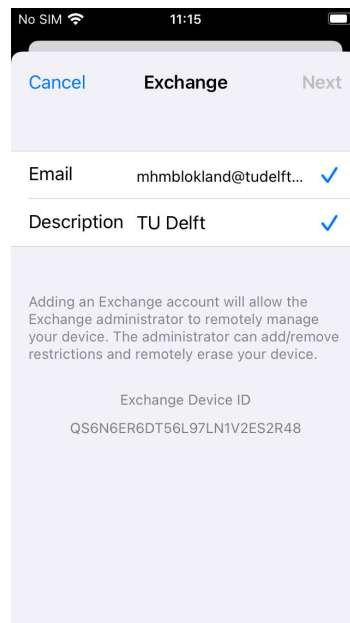 No SIM 11:15
Cancel Exchange Next
Email mhmblokland@tudelft...
Description TU Delft
Adding an Exchange account will allow the
Exchange administrator to remotely manage
your device. The administrator can add/remove
restrictions and remotely erase your device.
Exchange Device ID
QS6N6ER6DT56L97LN1V2ES2R48